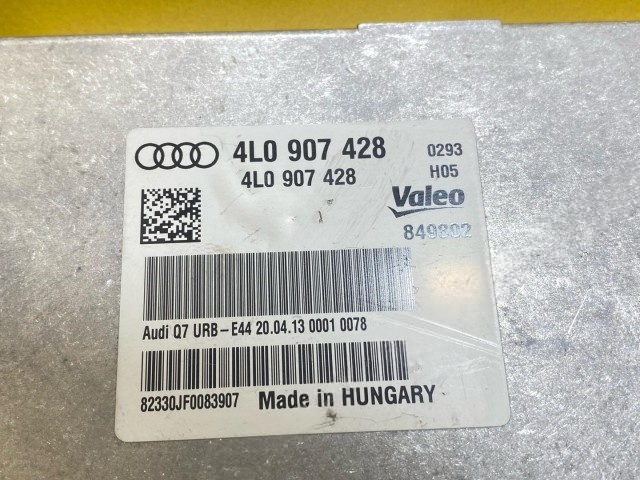 4L0 907 428 0293
4L0 907 428 H05
Valeo
849802
Audi Q7 URB-E44 20.04.13 0001 0078
82330JF0083907 Made in HUNGARY